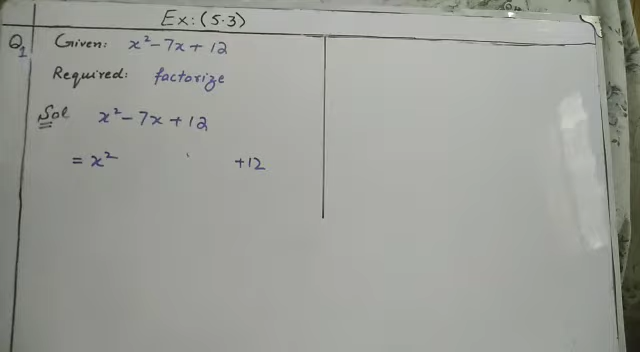 Ex: (5.3)
Q1 Given: x² - 7x + 12
Required: factorize
Sol x² - 7x + 12
= x² +12